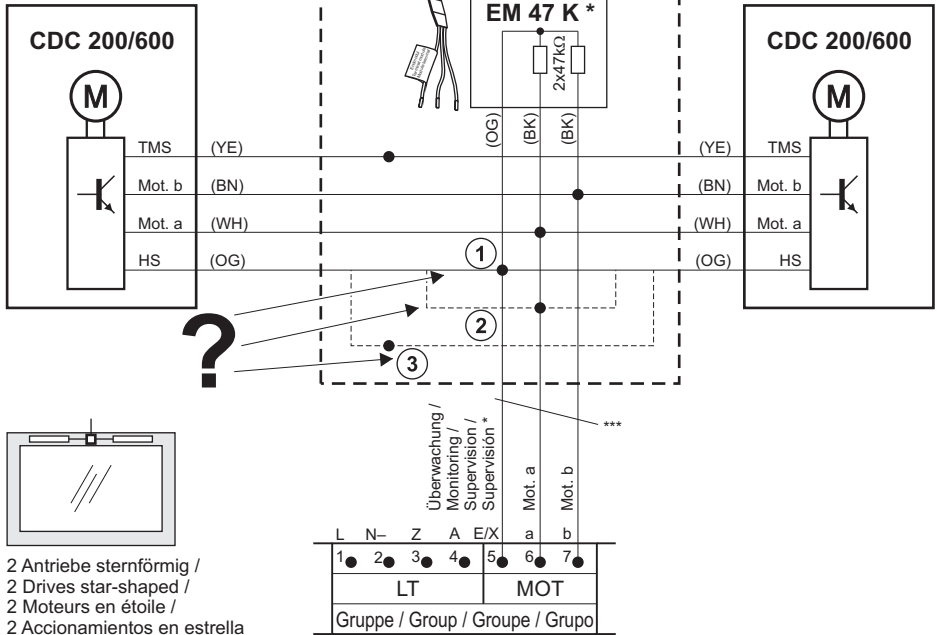 CDC 200/600
EM 47 K *
CDC 200/600
M
2x47kΩ
M
(OG)
(BK)
(BK)
TMS (YE)
(YE) TMS
Mot. b (BN)
(BN) Mot. b
Mot. a (WH)
(WH) Mot. a
HS (OG)
1
(OG) HS
?
2
3
***
Überwachung /
Monitoring /
Supervision /
Supervisión *
Mot. a
Mot. b
L N– Z A E/X a b
1 2 3 4 5 6 7
LT MOT
Gruppe / Group / Groupe / Grupo
2 Antriebe sternförmig /
2 Drives star-shaped /
2 Moteurs en étoile /
2 Accionamientos en estrella